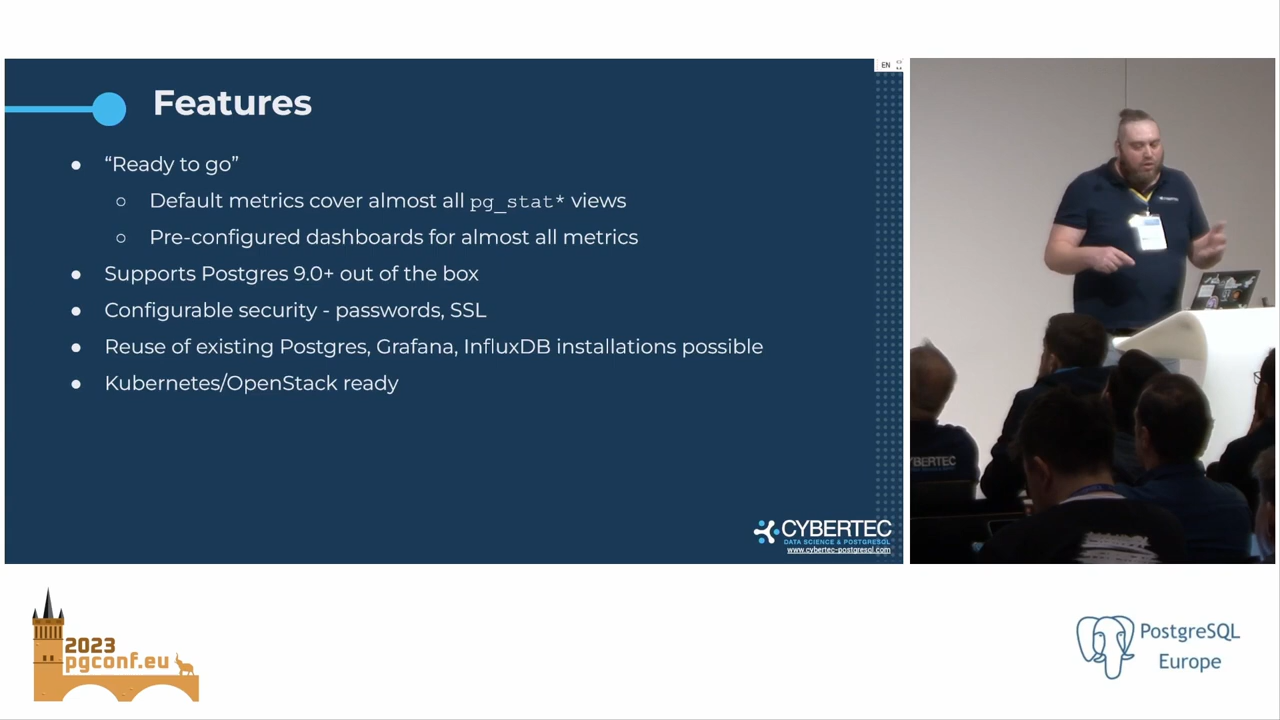 EN
Features
● “Ready to go”
○ Default metrics cover almost all pg_stat* views
○ Pre-configured dashboards for almost all metrics
● Supports Postgres 9.0+ out of the box
● Configurable security - passwords, SSL
● Reuse of existing Postgres, Grafana, InfluxDB installations possible
● Kubernetes/OpenStack ready
CYBERTEC
DATA SCIENCE & POSTGRESQL
www.cybertec-postgresql.com
CYBERTEC
CYBERTEC
2023
pgconf.eu
PostgreSQL
Europe